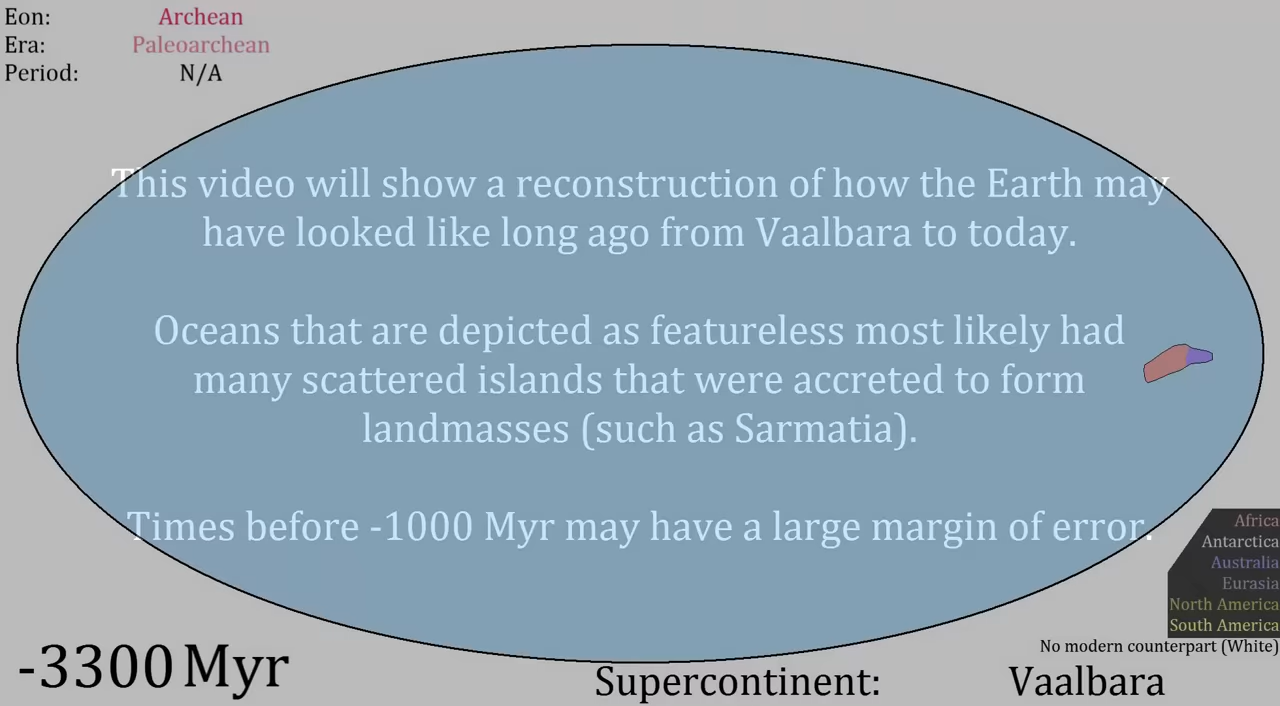 Eon: Archean
Era: Paleoarchean
Period: N/A
This video will show a reconstruction of how the Earth may
have looked like long ago from Vaalbara to today.
Oceans that are depicted as featureless most likely had
many scattered islands that were accreted to form
landmasses (such as Sarmatia).
Times before -1000 Myr may have a large margin of error.
Africa
Antarctica
Australia
Eurasia
North America
South America
No modern counterpart (White)
-3300 Myr
Supercontinent: Vaalbara